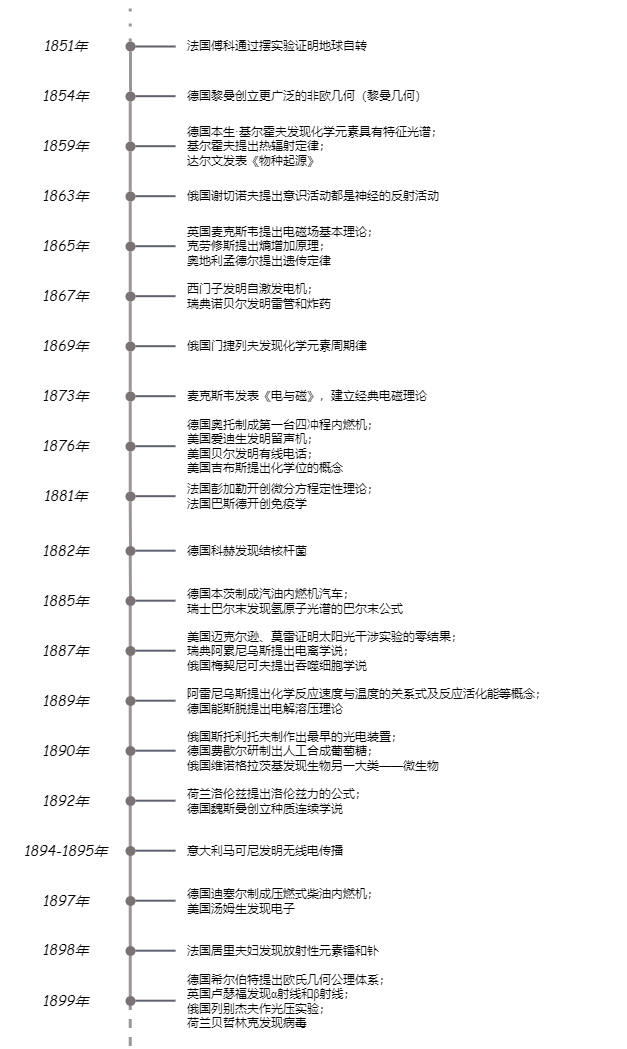 1851年
法国傅科通过摆实验证明地球自转
1854年
德国黎曼创立更广泛的非欧几何（黎曼几何）
1859年
德国本生·基尔霍夫发现化学元素具有特征光谱；
基尔霍夫提出热辐射定律；
达尔文发表《物种起源》
1863年
俄国谢切诺夫提出意识活动都是神经的反射活动
1865年
英国麦克斯韦提出电磁场基本理论；
克劳修斯提出熵增加原理；
奥地利孟德尔提出遗传定律
1867年
西门子发明自激发电机；
瑞典诺贝尔发明雷管和炸药
1869年
俄国门捷列夫发现化学元素周期律
1873年
麦克斯韦发表《电与磁》，建立经典电磁理论
1876年
德国奥托制成第一台四冲程内燃机；
美国爱迪生发明留声机；
美国贝尔发明有线电话；
美国吉布斯提出化学位的概念
1881年
法国彭加勒开创微分方程定性理论；
法国巴斯德开创免疫学
1882年
德国科赫发现结核杆菌
1885年
德国本茨制成汽油内燃机汽车；
瑞士巴尔末发现氢原子光谱的巴尔末公式
1887年
美国迈克尔逊、莫雷证明太阳光干涉实验的零结果；
瑞典阿累尼乌斯提出电离学说；
俄国梅契尼可夫提出吞噬细胞学说
1889年
阿雷尼乌斯提出化学反应速度与温度的关系式及反应活化能等概念；
德国能斯脱提出电解溶压理论
1890年
俄国斯托利托夫制作出最早的光电装置；
德国费歇尔研制出人工合成葡萄糖；
俄国维诺格拉茨基发现生物另一大类——微生物
1892年
荷兰洛伦兹提出洛伦兹力的公式；
德国魏斯曼创立种质连续学说
1894-1895年
意大利马可尼发明无线电传播
1897年
德国迪塞尔制成压燃式柴油内燃机；
美国汤姆生发现电子
1898年
法国居里夫妇发现放射性元素镭和钋
1899年
德国希尔伯特提出欧氏几何公理体系；
英国卢瑟福发现α射线和β射线；
俄国列别杰夫作光压实验；
荷兰贝哲林克发现病毒